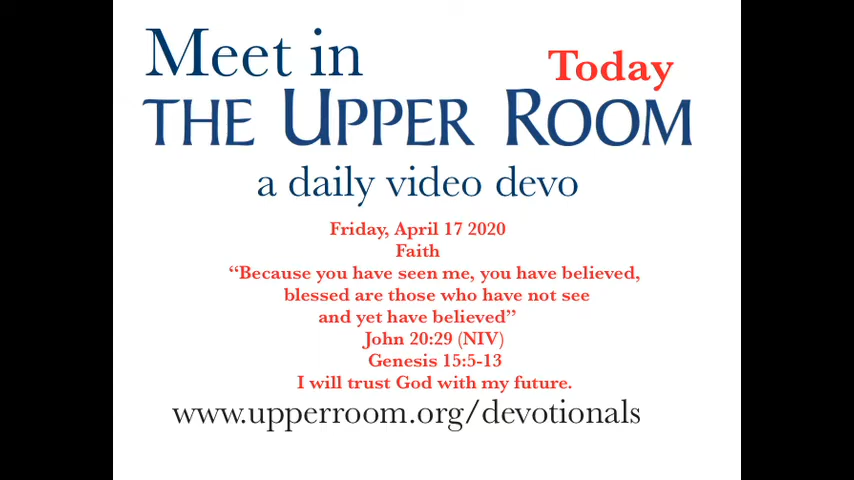 Meet in
Today
THE UPPER ROOM
a daily video devo
Friday, April 17 2020
Faith
“Because you have seen me, you have believed,
blessed are those who have not see
and yet have believed”
John 20:29 (NIV)
Genesis 15:5-13
I will trust God with my future.
www.upperroom.org/devotionals